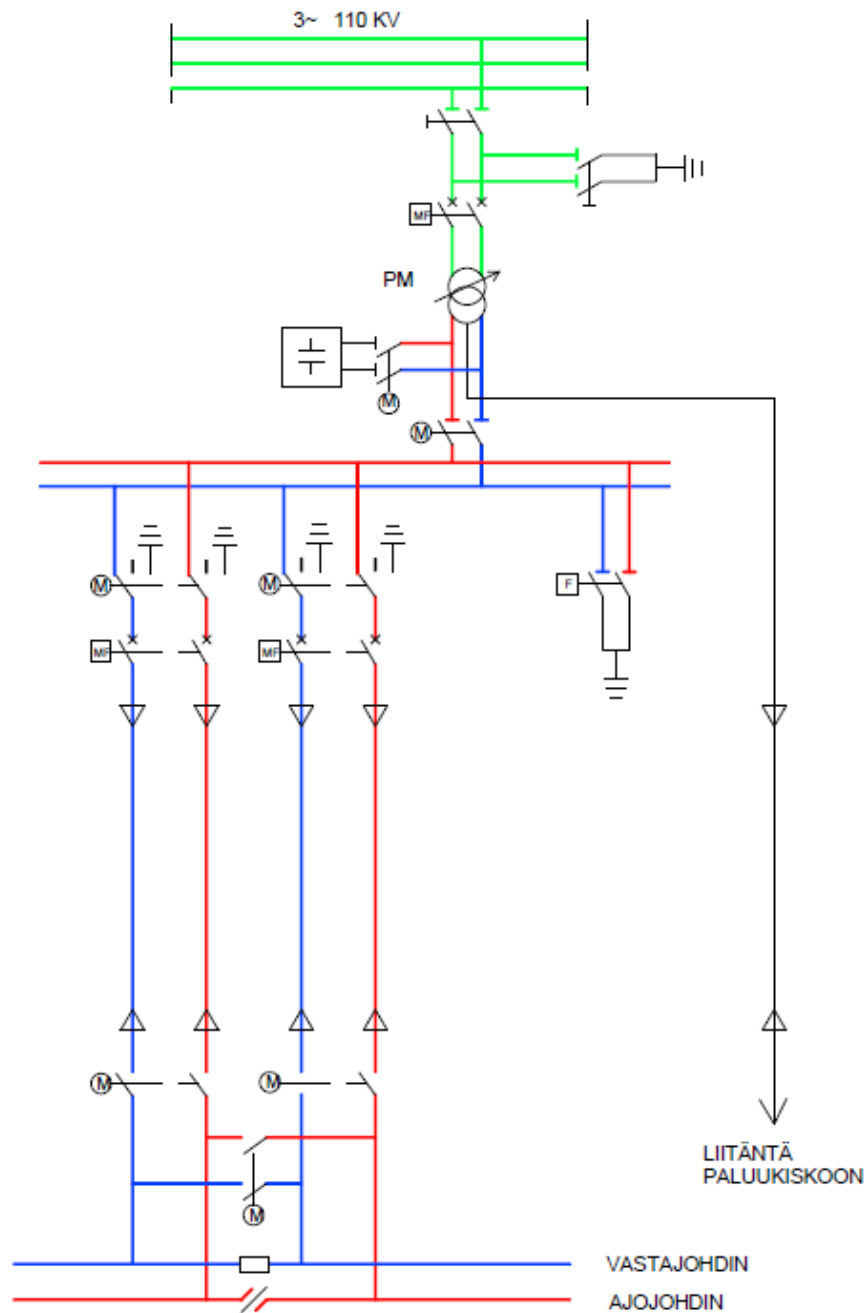 3~ 110 KV
MF
PM
M
M
M
M
F
MF
MF
M
M
M
LIITÄNTÄ
PALUUKISKOON
VASTAJOHDIN
AJOJOHDIN